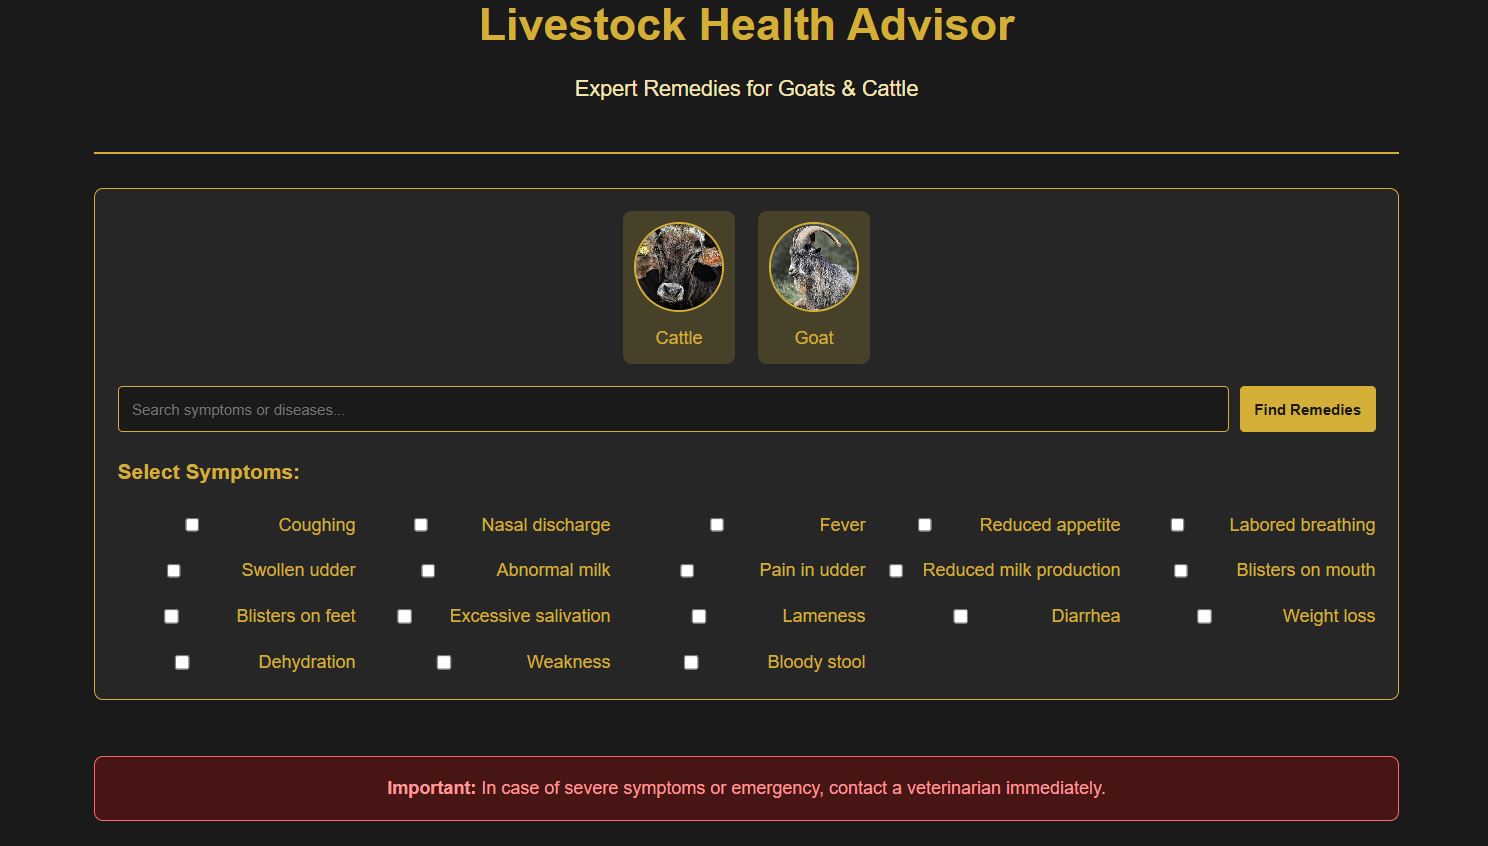 Livestock Health Advisor
Expert Remedies for Goats & Cattle
Cattle
Goat
Search symptoms or diseases...
Find Remedies
Select Symptoms:
Coughing
Nasal discharge
Fever
Reduced appetite
Labored breathing
Swollen udder
Abnormal milk
Pain in udder
Reduced milk production
Blisters on mouth
Blisters on feet
Excessive salivation
Lameness
Diarrhea
Weight loss
Dehydration
Weakness
Bloody stool
Important: In case of severe symptoms or emergency, contact a veterinarian immediately.